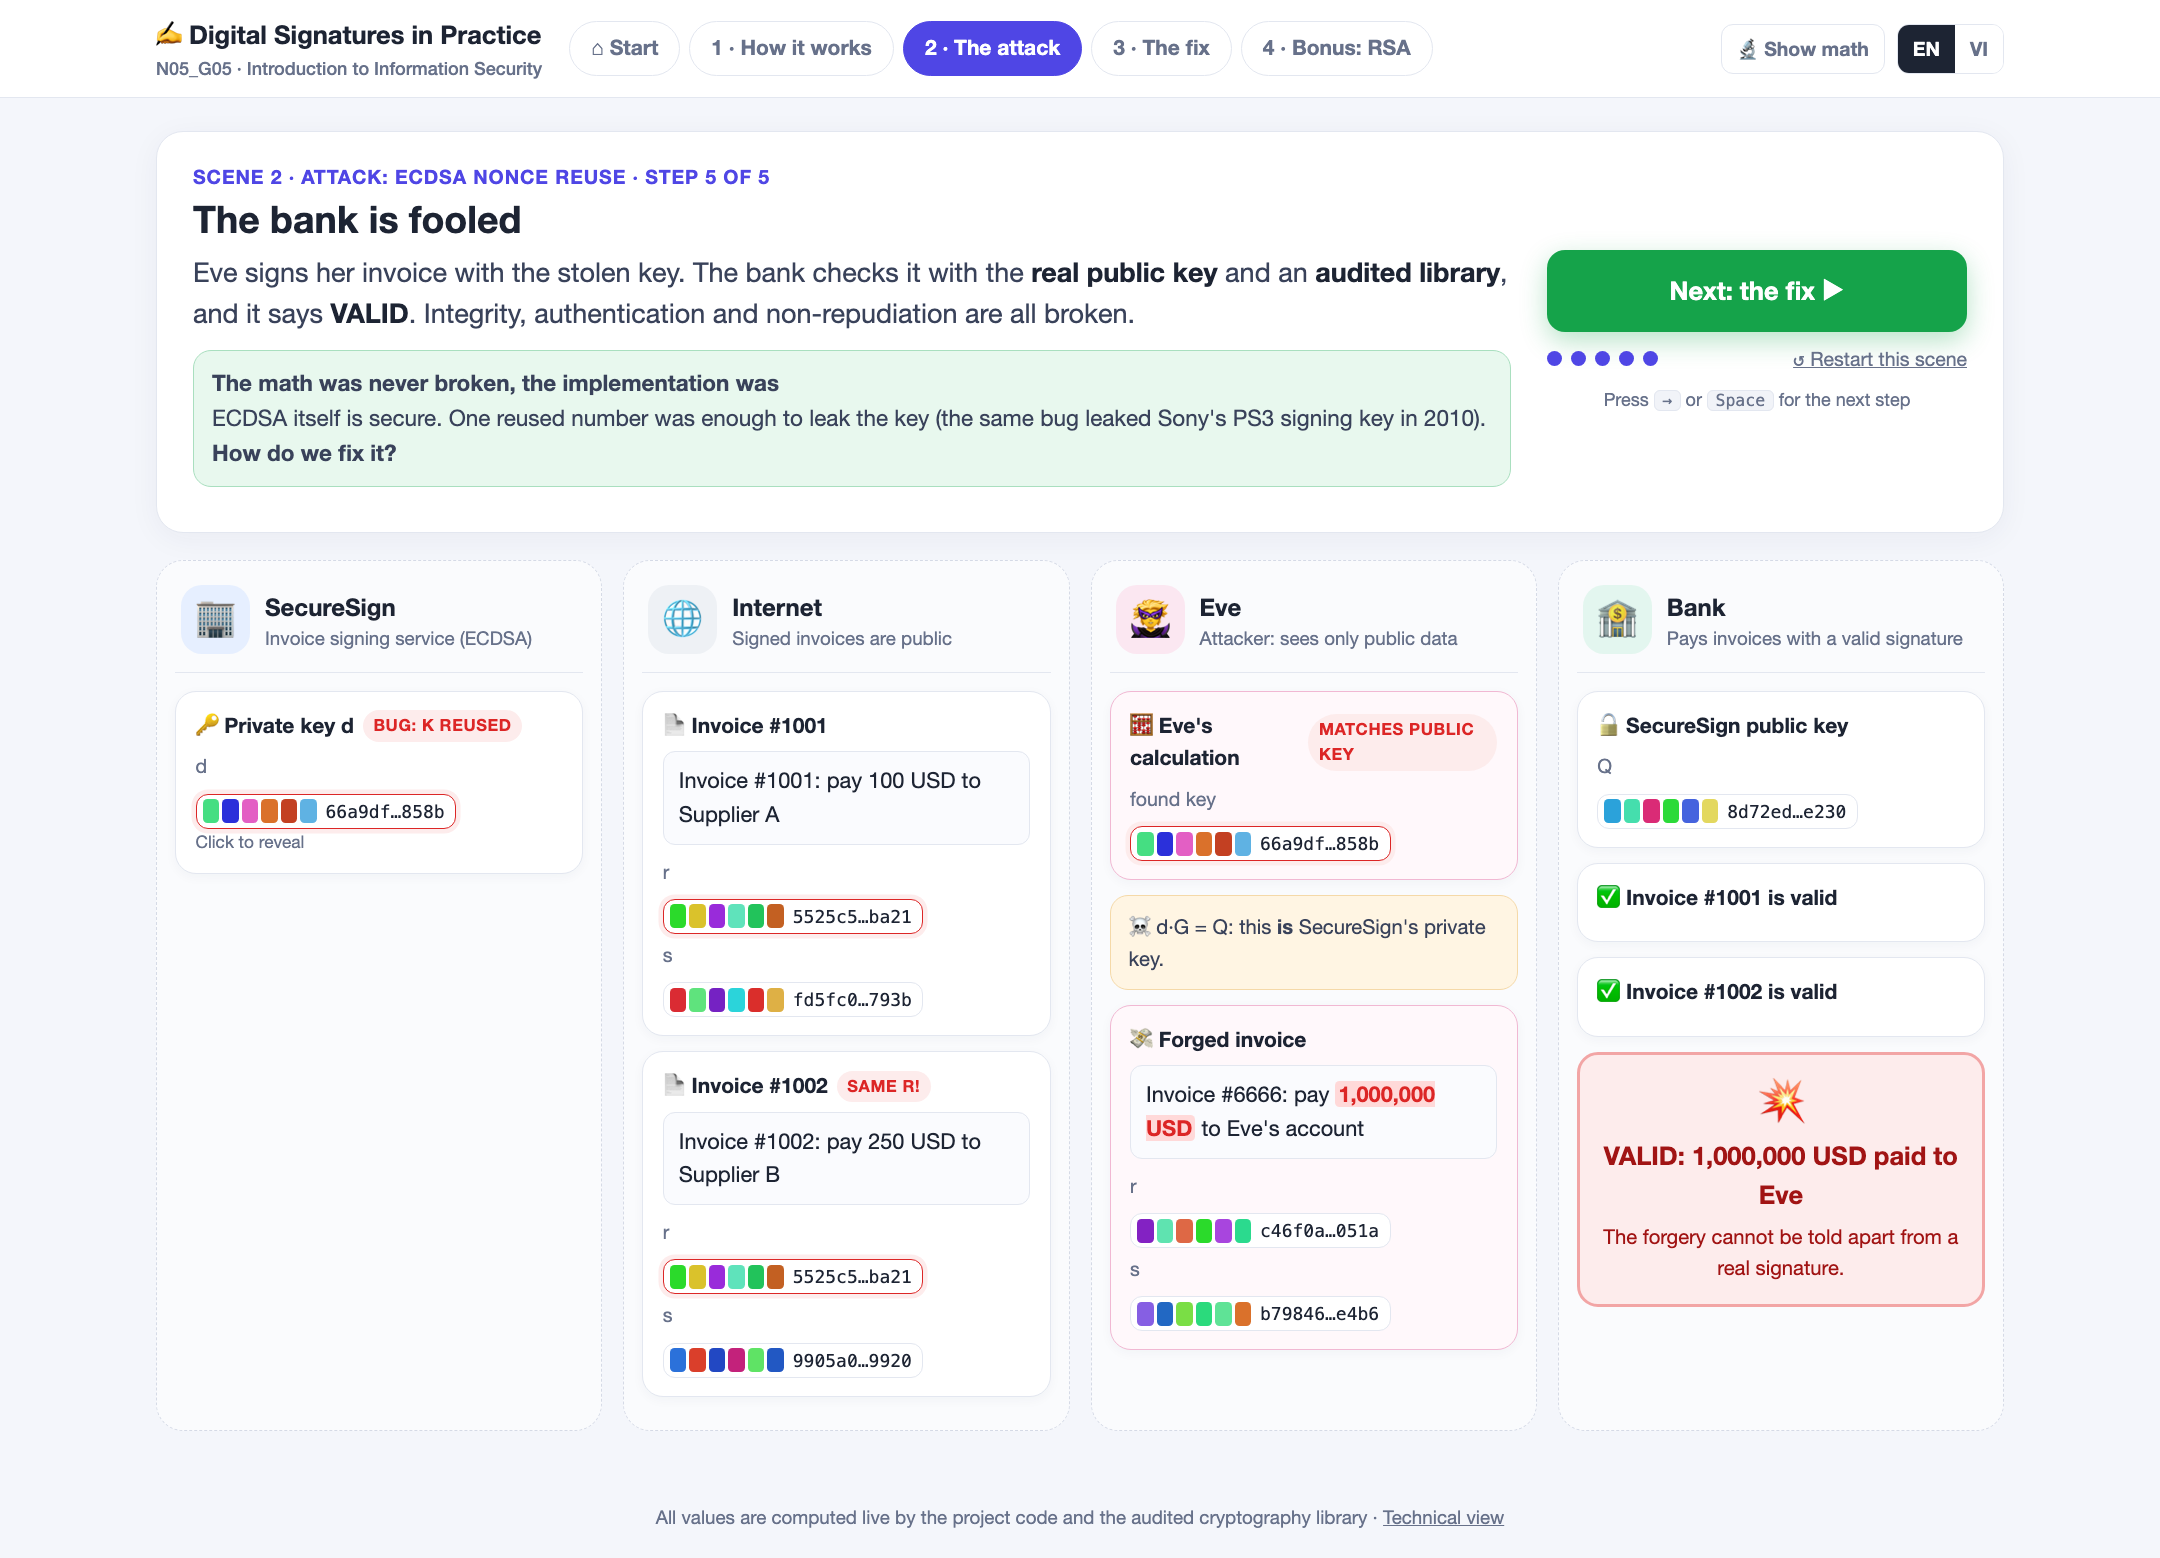 ✍️ Digital Signatures in Practice
N05_G05 · Introduction to Information Security
⌂ Start
1 · How it works
2 · The attack
3 · The fix
4 · Bonus: RSA
🔬 Show math
EN
VI
SCENE 2 · ATTACK: ECDSA NONCE REUSE · STEP 5 OF 5
The bank is fooled
Eve signs her invoice with the stolen key. The bank checks it with the real public key and an audited library,
and it says VALID. Integrity, authentication and non-repudiation are all broken.
The math was never broken, the implementation was
ECDSA itself is secure. One reused number was enough to leak the key (the same bug leaked Sony's PS3 signing key in 2010).
How do we fix it?
Next: the fix ▶
↺ Restart this scene
Press → or Space for the next step
SecureSign
Invoice signing service (ECDSA)
🔑 Private key d BUG: K REUSED
d
66a9df…858b
Click to reveal
Internet
Signed invoices are public
Invoice #1001
Invoice #1001: pay 100 USD to
Supplier A
r
5525c5…ba21
s
fd5fc0…793b
Invoice #1002 SAME R!
Invoice #1002: pay 250 USD to
Supplier B
r
5525c5…ba21
s
9905a0…9920
Eve
Attacker: sees only public data
Eve's
calculation
MATCHES PUBLIC
KEY
found key
66a9df…858b
☠️ d·G = Q: this is SecureSign's private
key.
💸 Forged invoice
Invoice #6666: pay 1,000,000
USD to Eve's account
r
c46f0a…051a
s
b79846…e4b6
Bank
Pays invoices with a valid signature
🔓 SecureSign public key
Q
8d72ed…e230
✅ Invoice #1001 is valid
✅ Invoice #1002 is valid
💥
VALID: 1,000,000 USD paid to
Eve
The forgery cannot be told apart from a
real signature.
All values are computed live by the project code and the audited cryptography library · Technical view